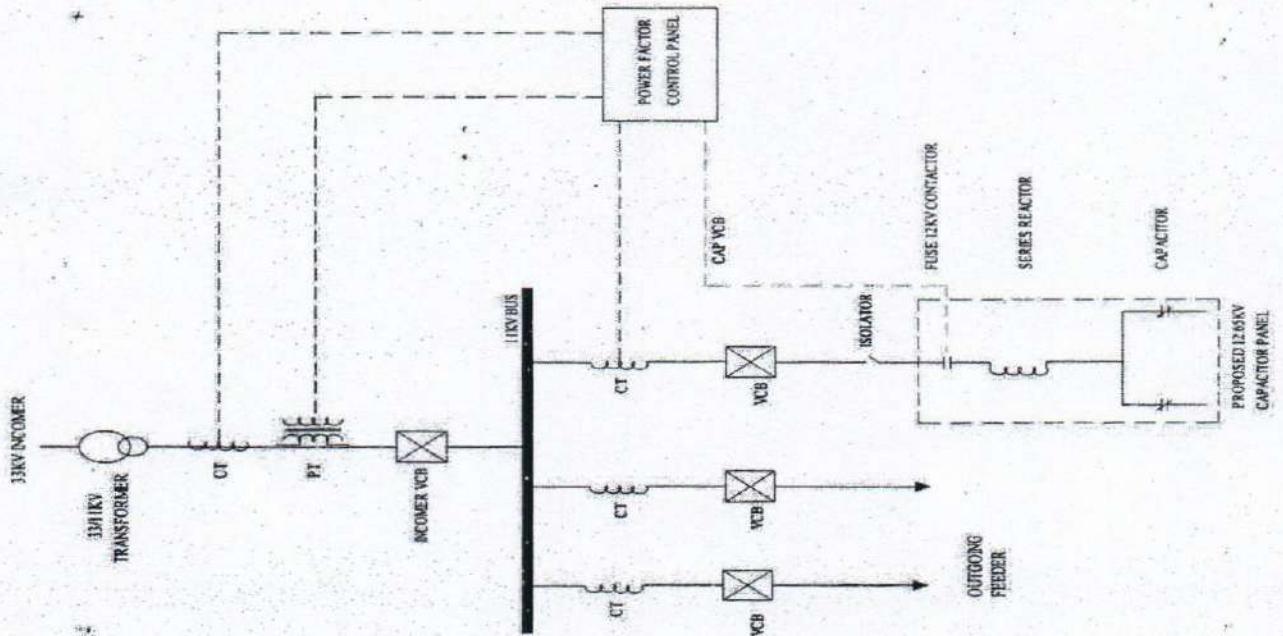 33KV INCOMER
33/11KV
TRANSFORMER
CT
PT
INCOMER VCB
POWER FACTOR
CONTROL PANEL
11KV BUS
CAP VCB
CT
VCB
CT
VCB
CT
VCB
ISOLATOR
FUSE 12KV CONTACTOR
SERIES REACTOR
CAPACITOR
PROPOSED 12.65KV
CAPACITOR PANEL
OUTGOING
FEEDER